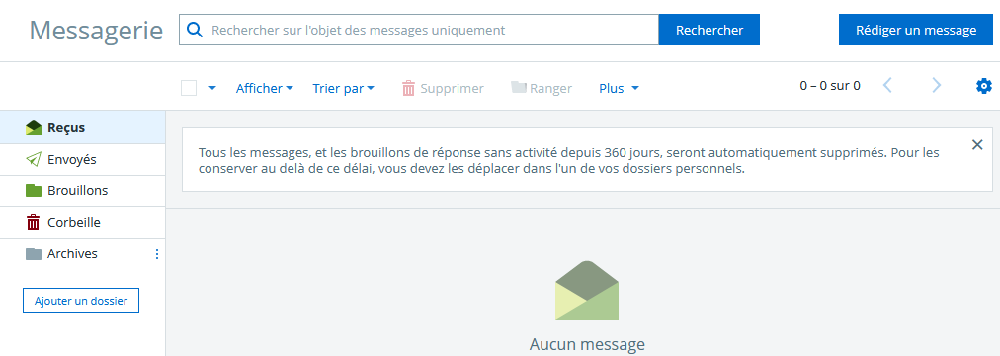 Messagerie
Rechercher sur l'objet des messages uniquement
Rechercher
Rédiger un message
Afficher
Trier par
Supprimer
Ranger
Plus
0 – 0 sur 0
Reçus
Envoyés
Brouillons
Corbeille
Archives
Ajouter un dossier
Tous les messages, et les brouillons de réponse sans activité depuis 360 jours, seront automatiquement supprimés. Pour les
conserver au delà de ce délai, vous devez les déplacer dans l'un de vos dossiers personnels.
Aucun message